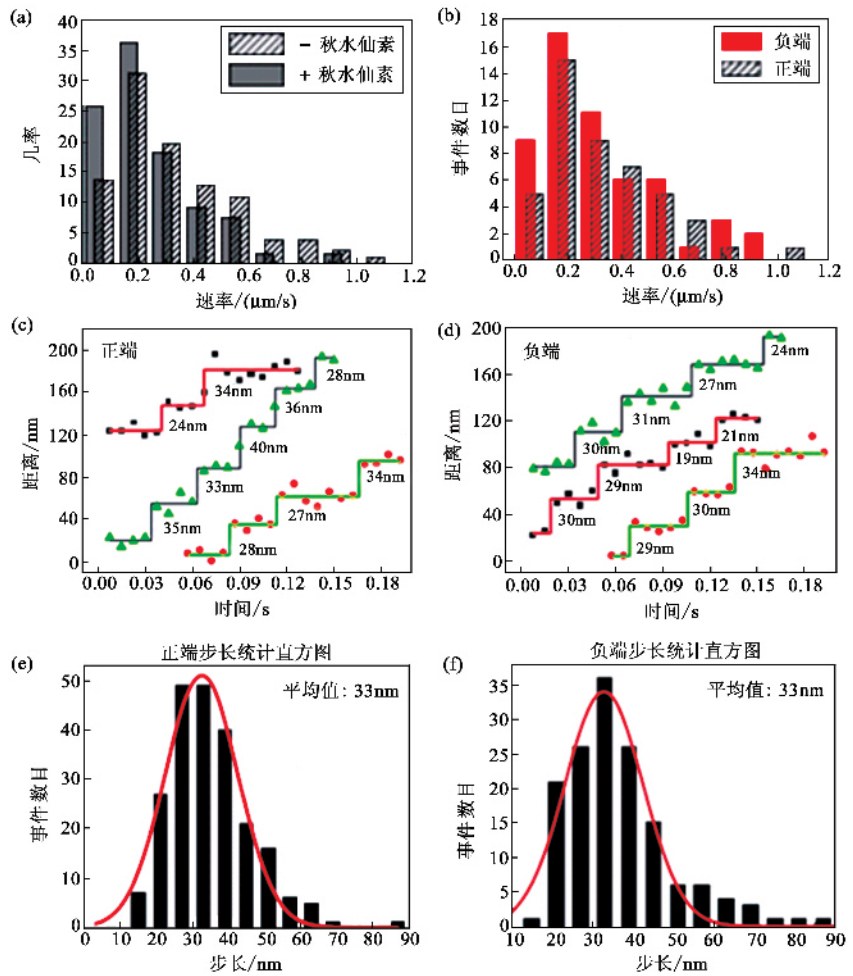 (a)
40
35
30
25
20
15
10
5
0
几率
- 秋水仙素
+ 秋水仙素
0.0 0.2 0.4 0.6 0.8 1.0 1.2
速率/(μm/s)
(b)
18
16
14
12
10
8
6
4
2
0
事件数目
负端
正端
0.0 0.2 0.4 0.6 0.8 1.0 1.2
速率/(μm/s)
(c)
正端
200
160
120
80
40
0
距离/nm
28nm
34nm
36nm
24nm
40nm
33nm
34nm
35nm
27nm
28nm
0.00 0.03 0.06 0.09 0.12 0.15 0.18
时间/s
(d)
负端
200
160
120
80
40
0
距离/nm
24nm
27nm
31nm
21nm
30nm
19nm
29nm
34nm
30nm
30nm
29nm
0.00 0.03 0.06 0.09 0.12 0.15 0.18
时间/s
(e)
正端步长统计直方图
平均值: 33nm
50
40
30
20
10
0
事件数目
0 10 20 30 40 50 60 70 80 90
步长/nm
(f)
负端步长统计直方图
平均值: 33nm
35
30
25
20
15
10
5
0
事件数目
10 20 30 40 50 60 70 80 90
步长/nm